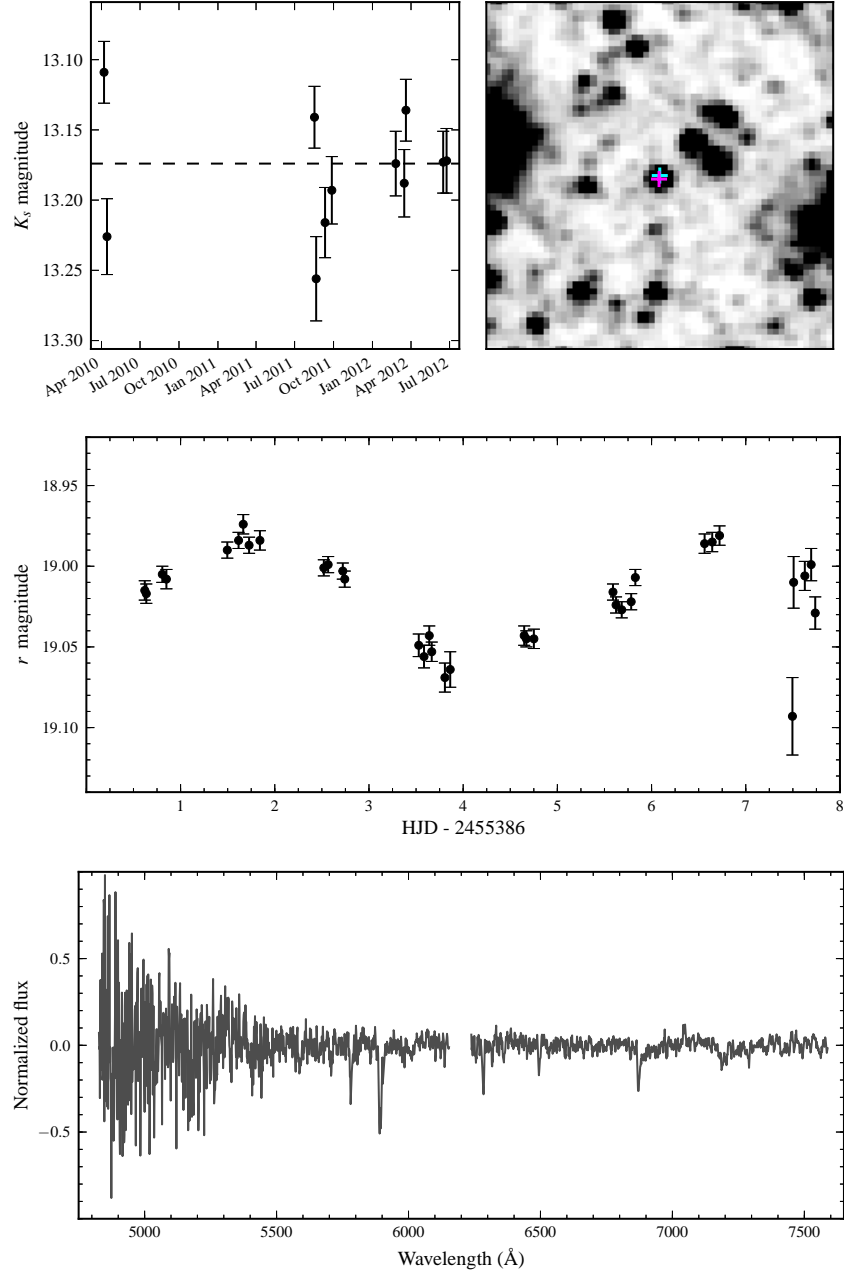 13.10
13.15
13.20
13.25
13.30
Ks magnitude
Apr 2010
Jul 2010
Oct 2010
Jan 2011
Apr 2011
Jul 2011
Oct 2011
Jan 2012
Apr 2012
Jul 2012
18.95
19.00
19.05
19.10
r magnitude
1 2 3 4 5 6 7 8
HJD - 2455386
0.5
0.0
−0.5
Normalized flux
5000 5500 6000 6500 7000 7500
Wavelength (Å)